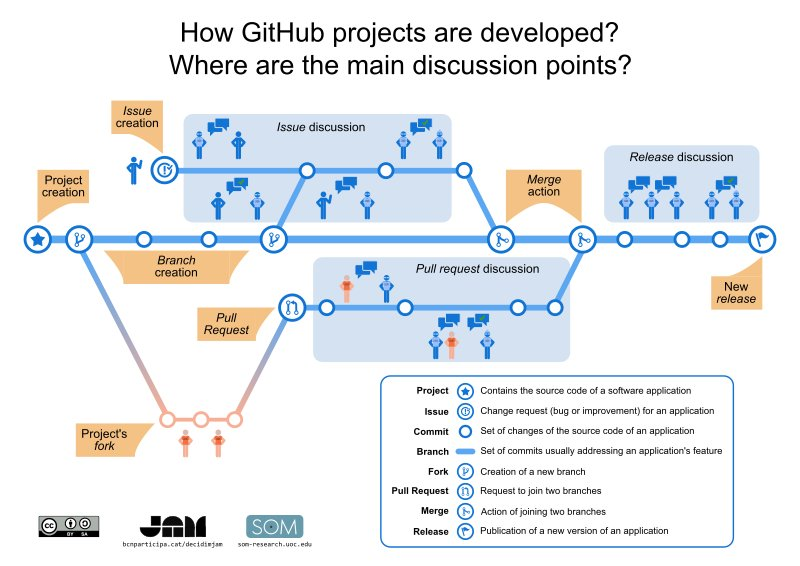 How GitHub projects are developed?
Where are the main discussion points?
Issue
creation
Issue discussion
Project
creation
Merge
action
Release discussion
Branch
creation
Pull request discussion
New
release
Pull
Request
Project's
fork
Project Contains the source code of a software application
Issue Change request (bug or improvement) for an application
Commit Set of changes of the source code of an application
Branch Set of commits usually addressing an application's feature
Fork Creation of a new branch
Pull Request Request to join two branches
Merge Action of joining two branches
Release Publication of a new version of an application
CC BY SA
JAM
bcnparticipa.cat/decidimjam
SOM
som-research.uoc.edu